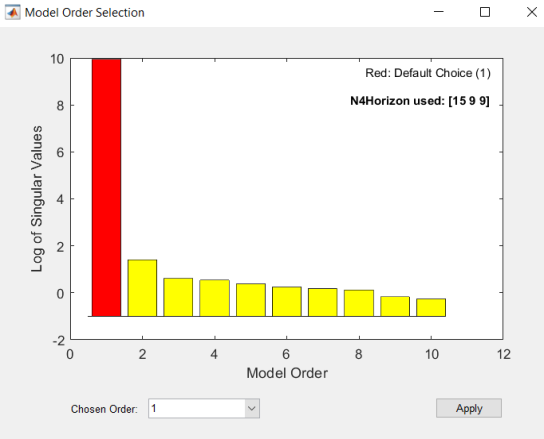 Model Order Selection
10
Red: Default Choice (1)
N4Horizon used: [15 9 9]
8
6
4
2
0
-2
Log of Singular Values
0 2 4 6 8 10 12
Model Order
Chosen Order: 1 Apply